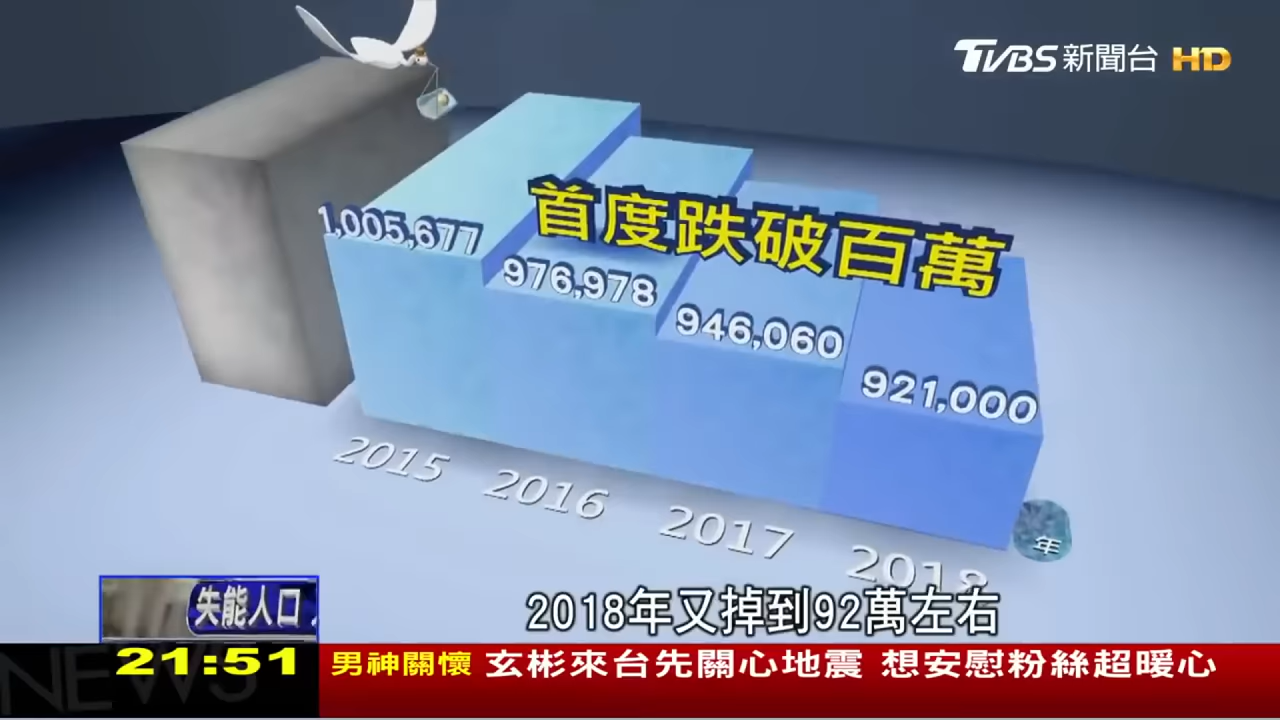 TVBS新聞台 HD
首度跌破百萬
1,005,677
976,978
946,060
921,000
2015
2016
2017
2018
年
失能人口
2018年又掉到92萬左右
NEWS
21:51
男神關懷 玄彬來台先關心地震 想安慰粉絲超暖心